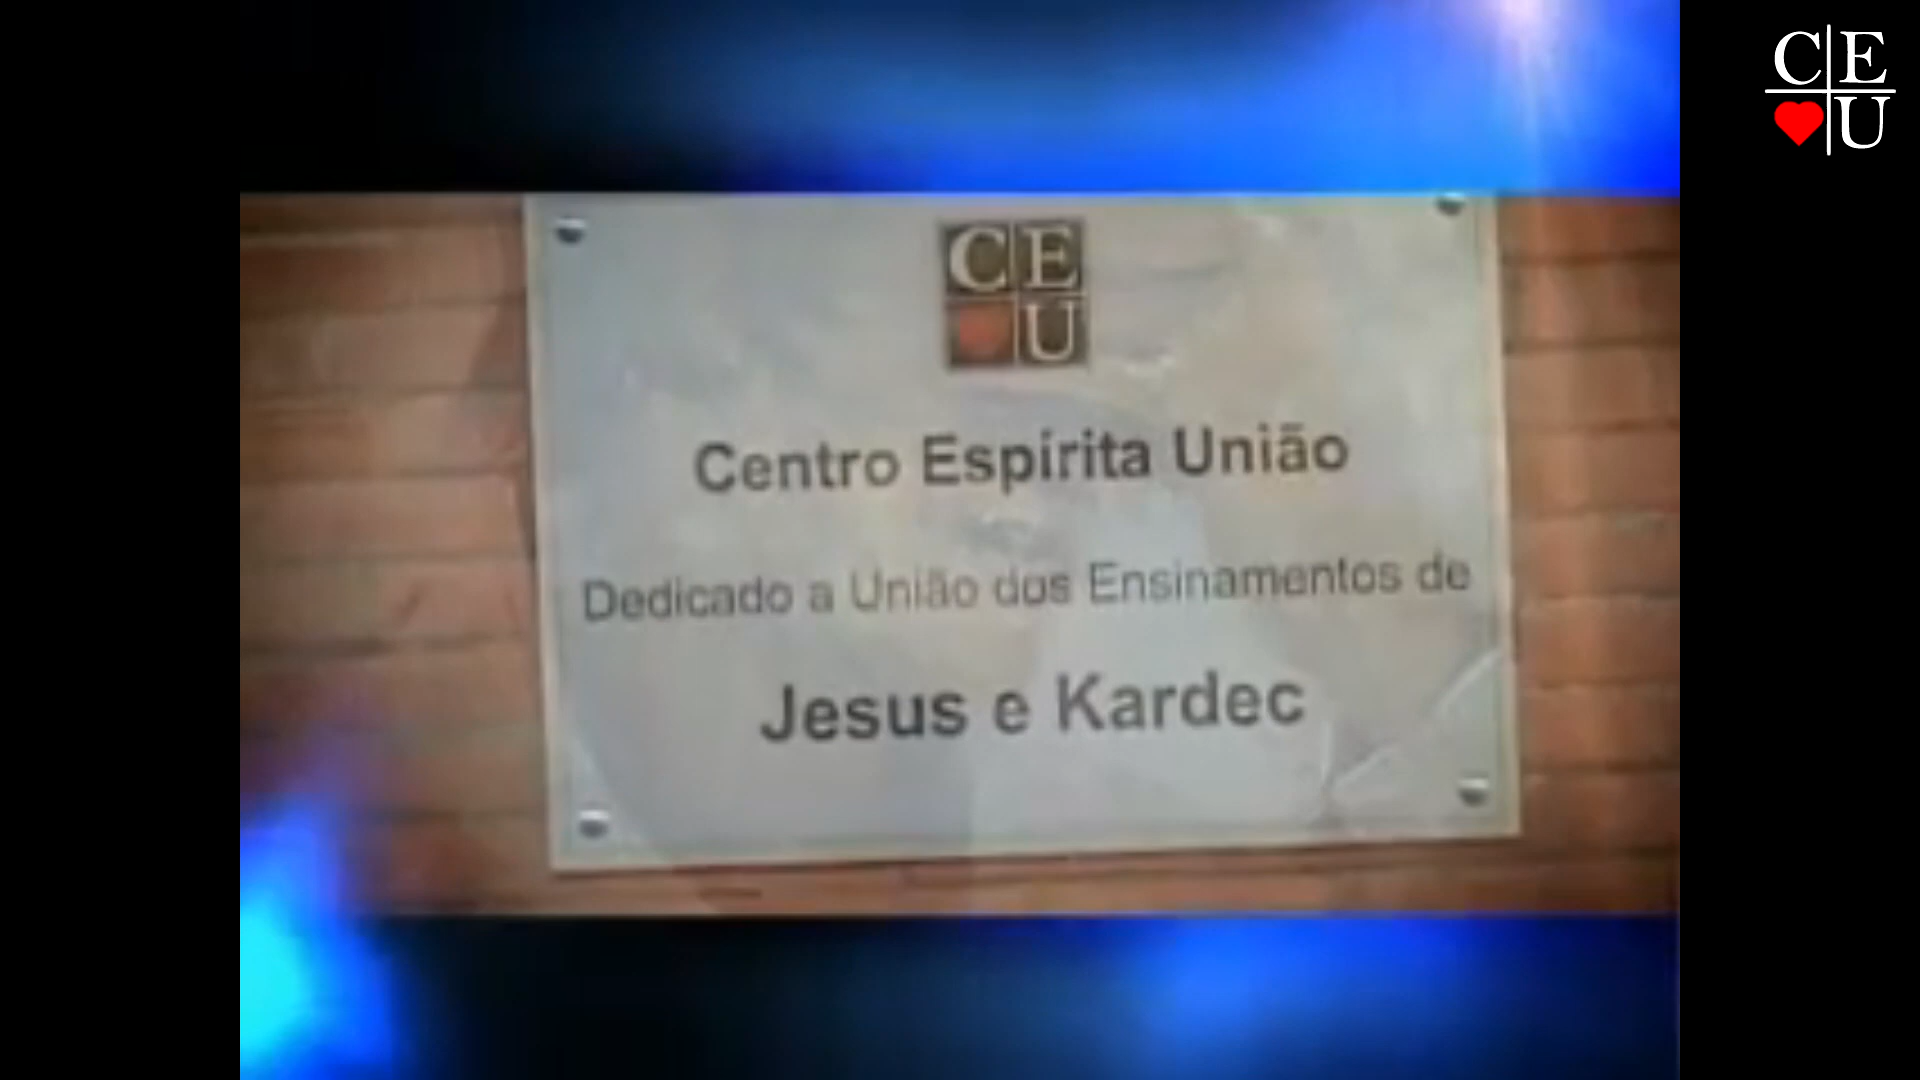 CE
U
CE
U
Centro Espírita União
Dedicado a União dos Ensinamentos de
Jesus e Kardec